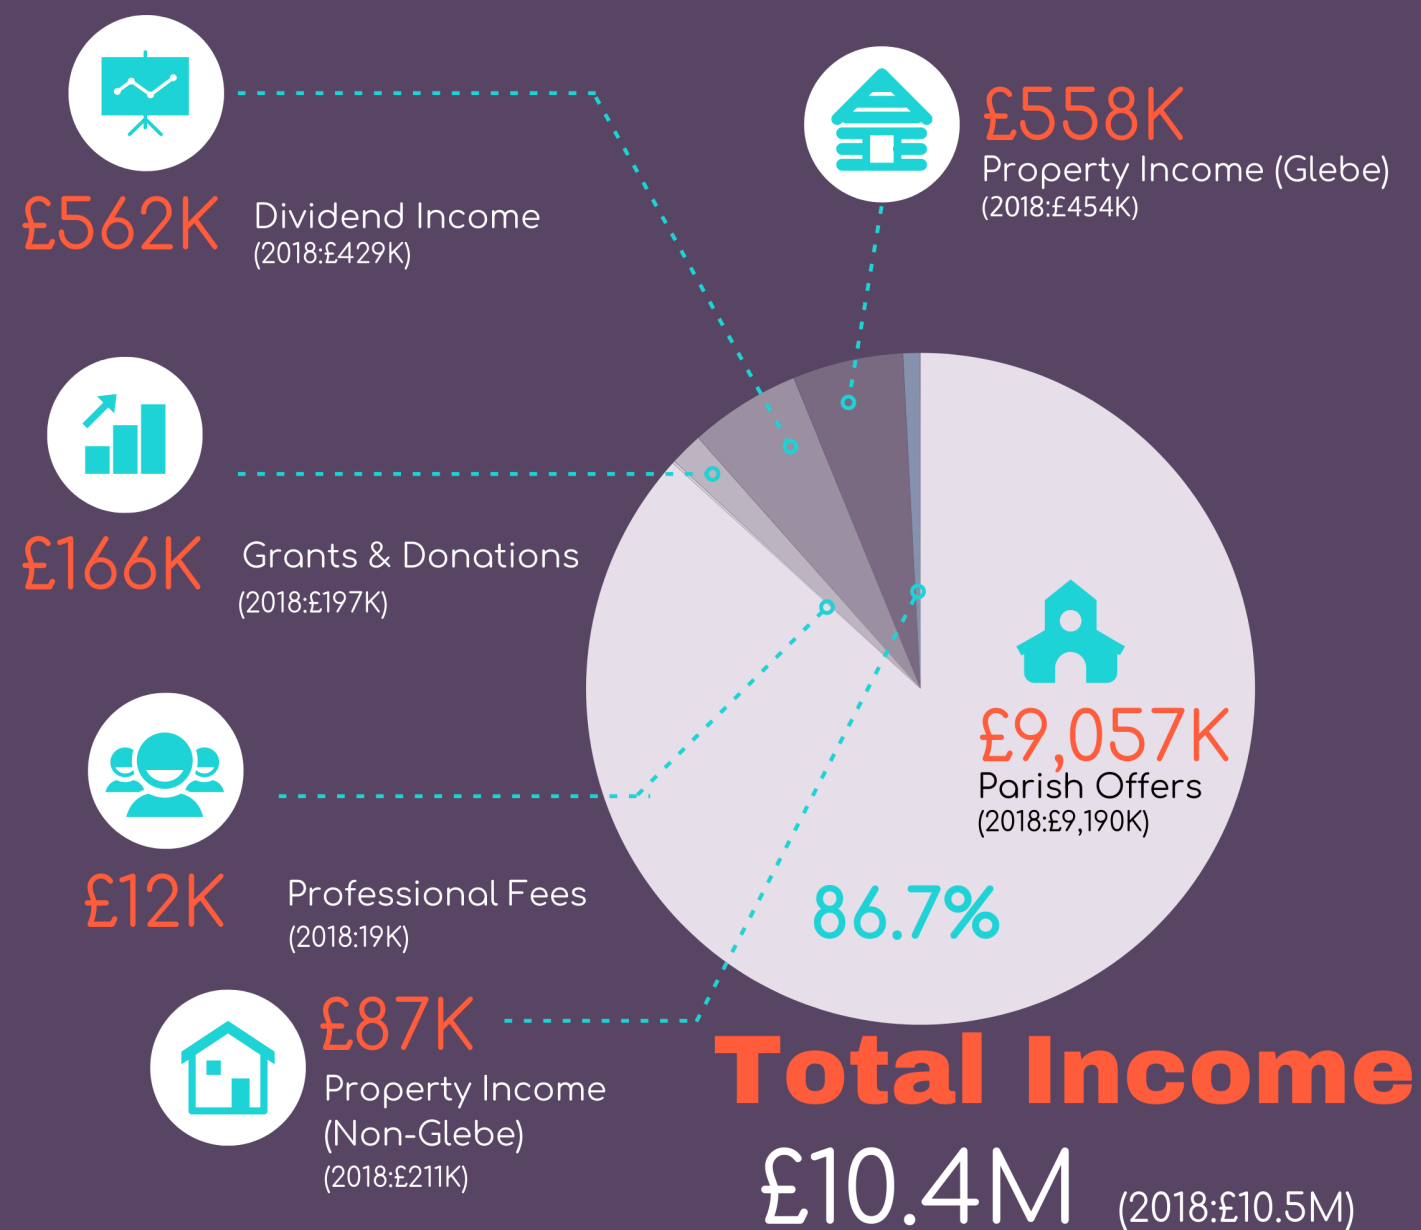 £558K
Property Income (Glebe)
(2018:£454K)
£562K
Dividend Income
(2018:£429K)
£166K
Grants & Donations
(2018:£197K)
£9,057K
Parish Offers
(2018:£9,190K)
86.7%
£12K
Professional Fees
(2018:19K)
£87K
Property Income
(Non-Glebe)
(2018:£211K)
Total Income
£10.4M
(2018:£10.5M)